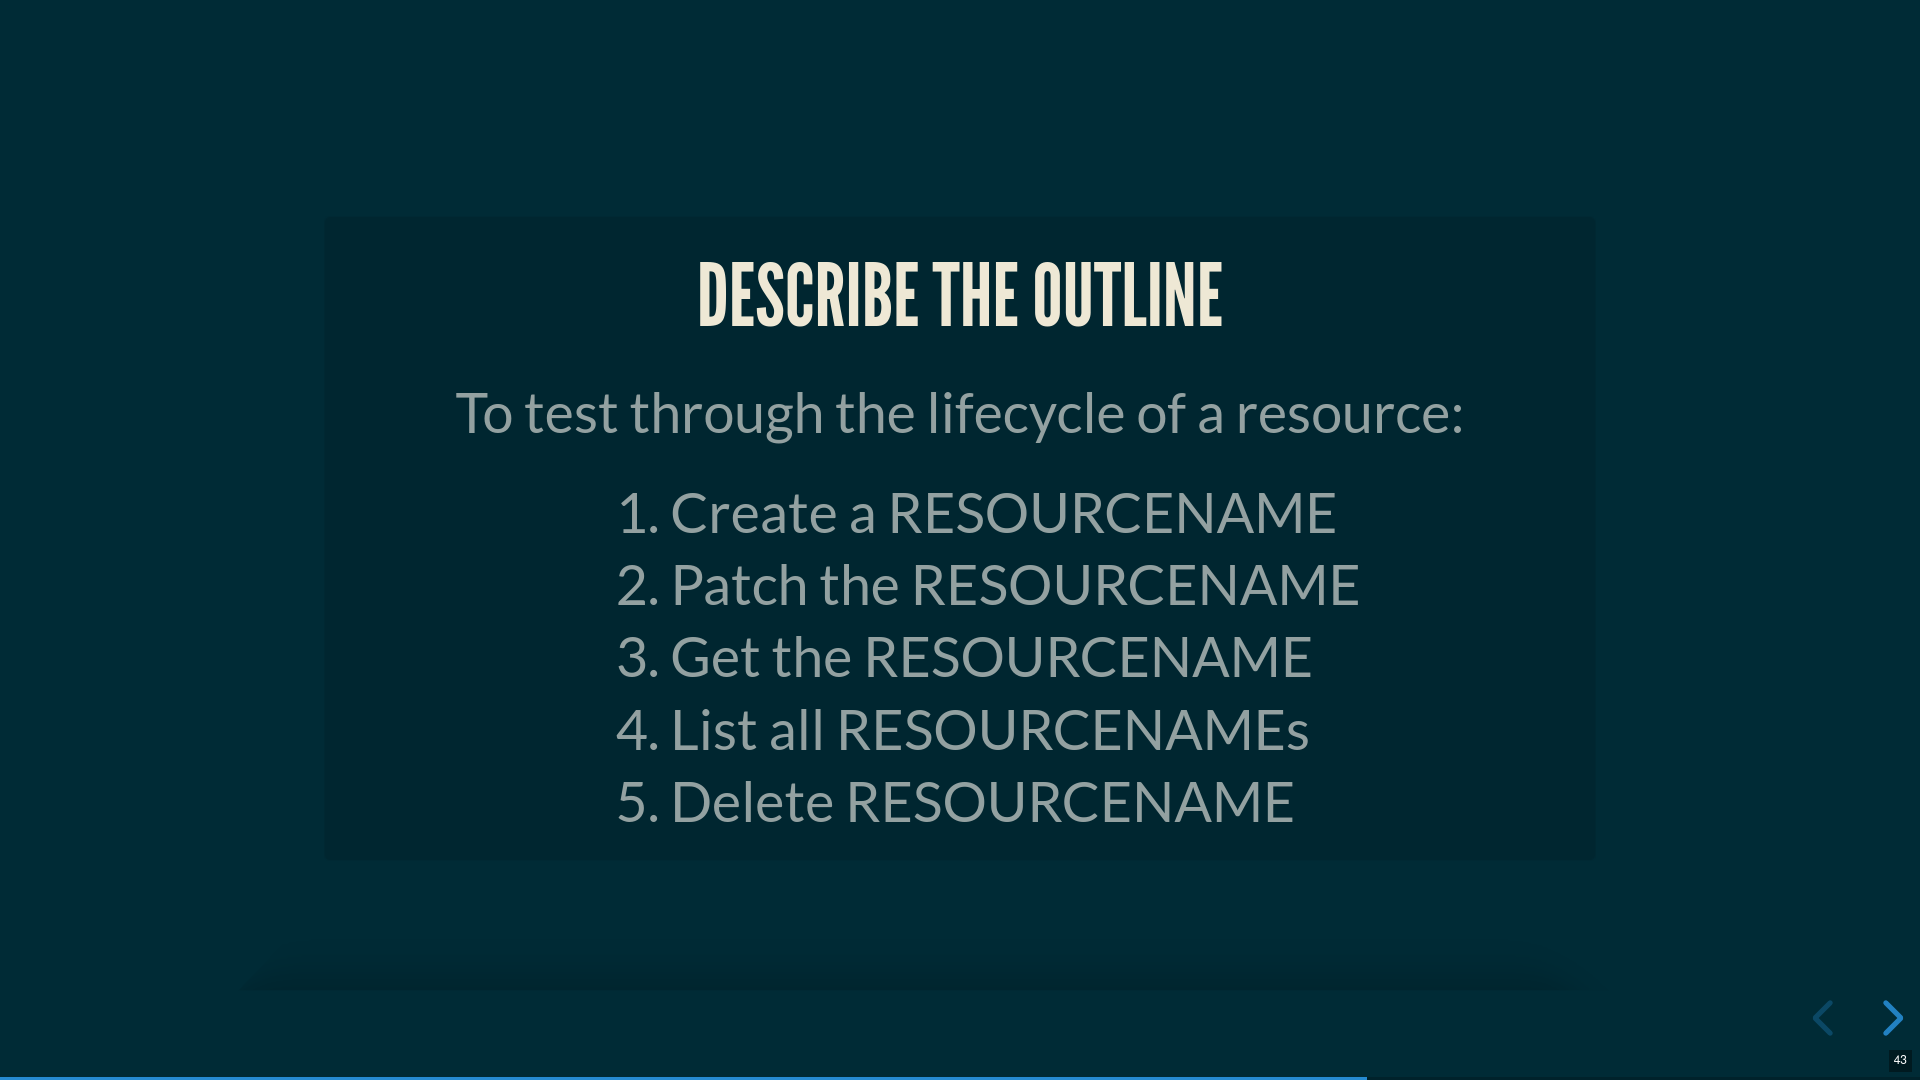 DESCRIBE THE OUTLINE
To test through the lifecycle of a resource:
1. Create a RESOURCENAME
2. Patch the RESOURCENAME
3. Get the RESOURCENAME
4. List all RESOURCENAMEs
5. Delete RESOURCENAME
43